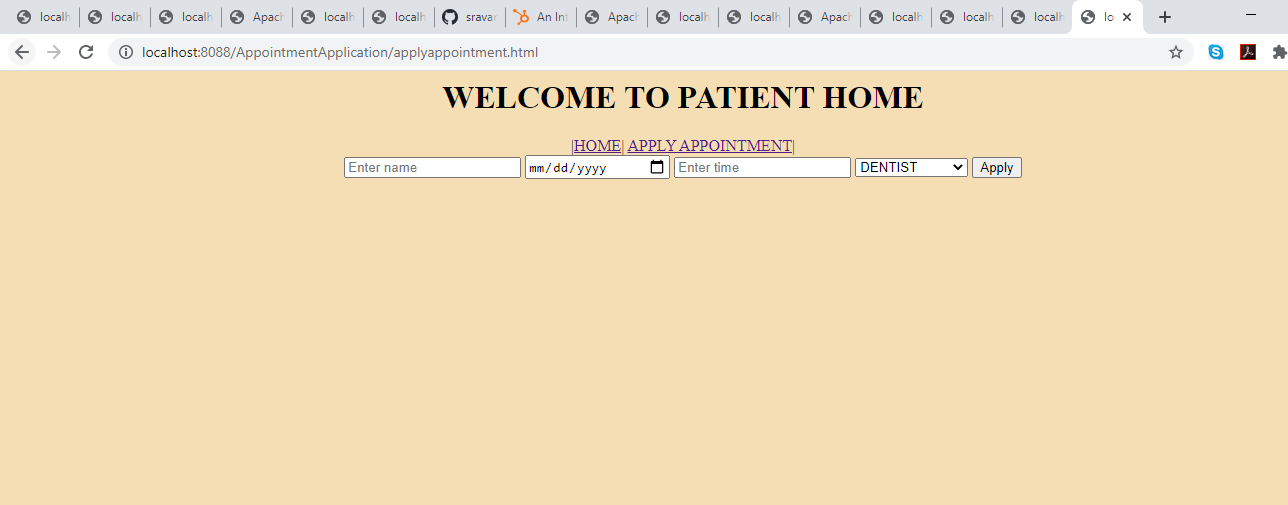 localh localh localh Apach localh localh sravar An Int Apach localh localh Apach localh localh localh lo
localhost:8088/AppointmentApplication/applyappointment.html
WELCOME TO PATIENT HOME
|HOME| APPLY APPOINTMENT|
Enter name mm/dd/yyyy Enter time DENTIST Apply